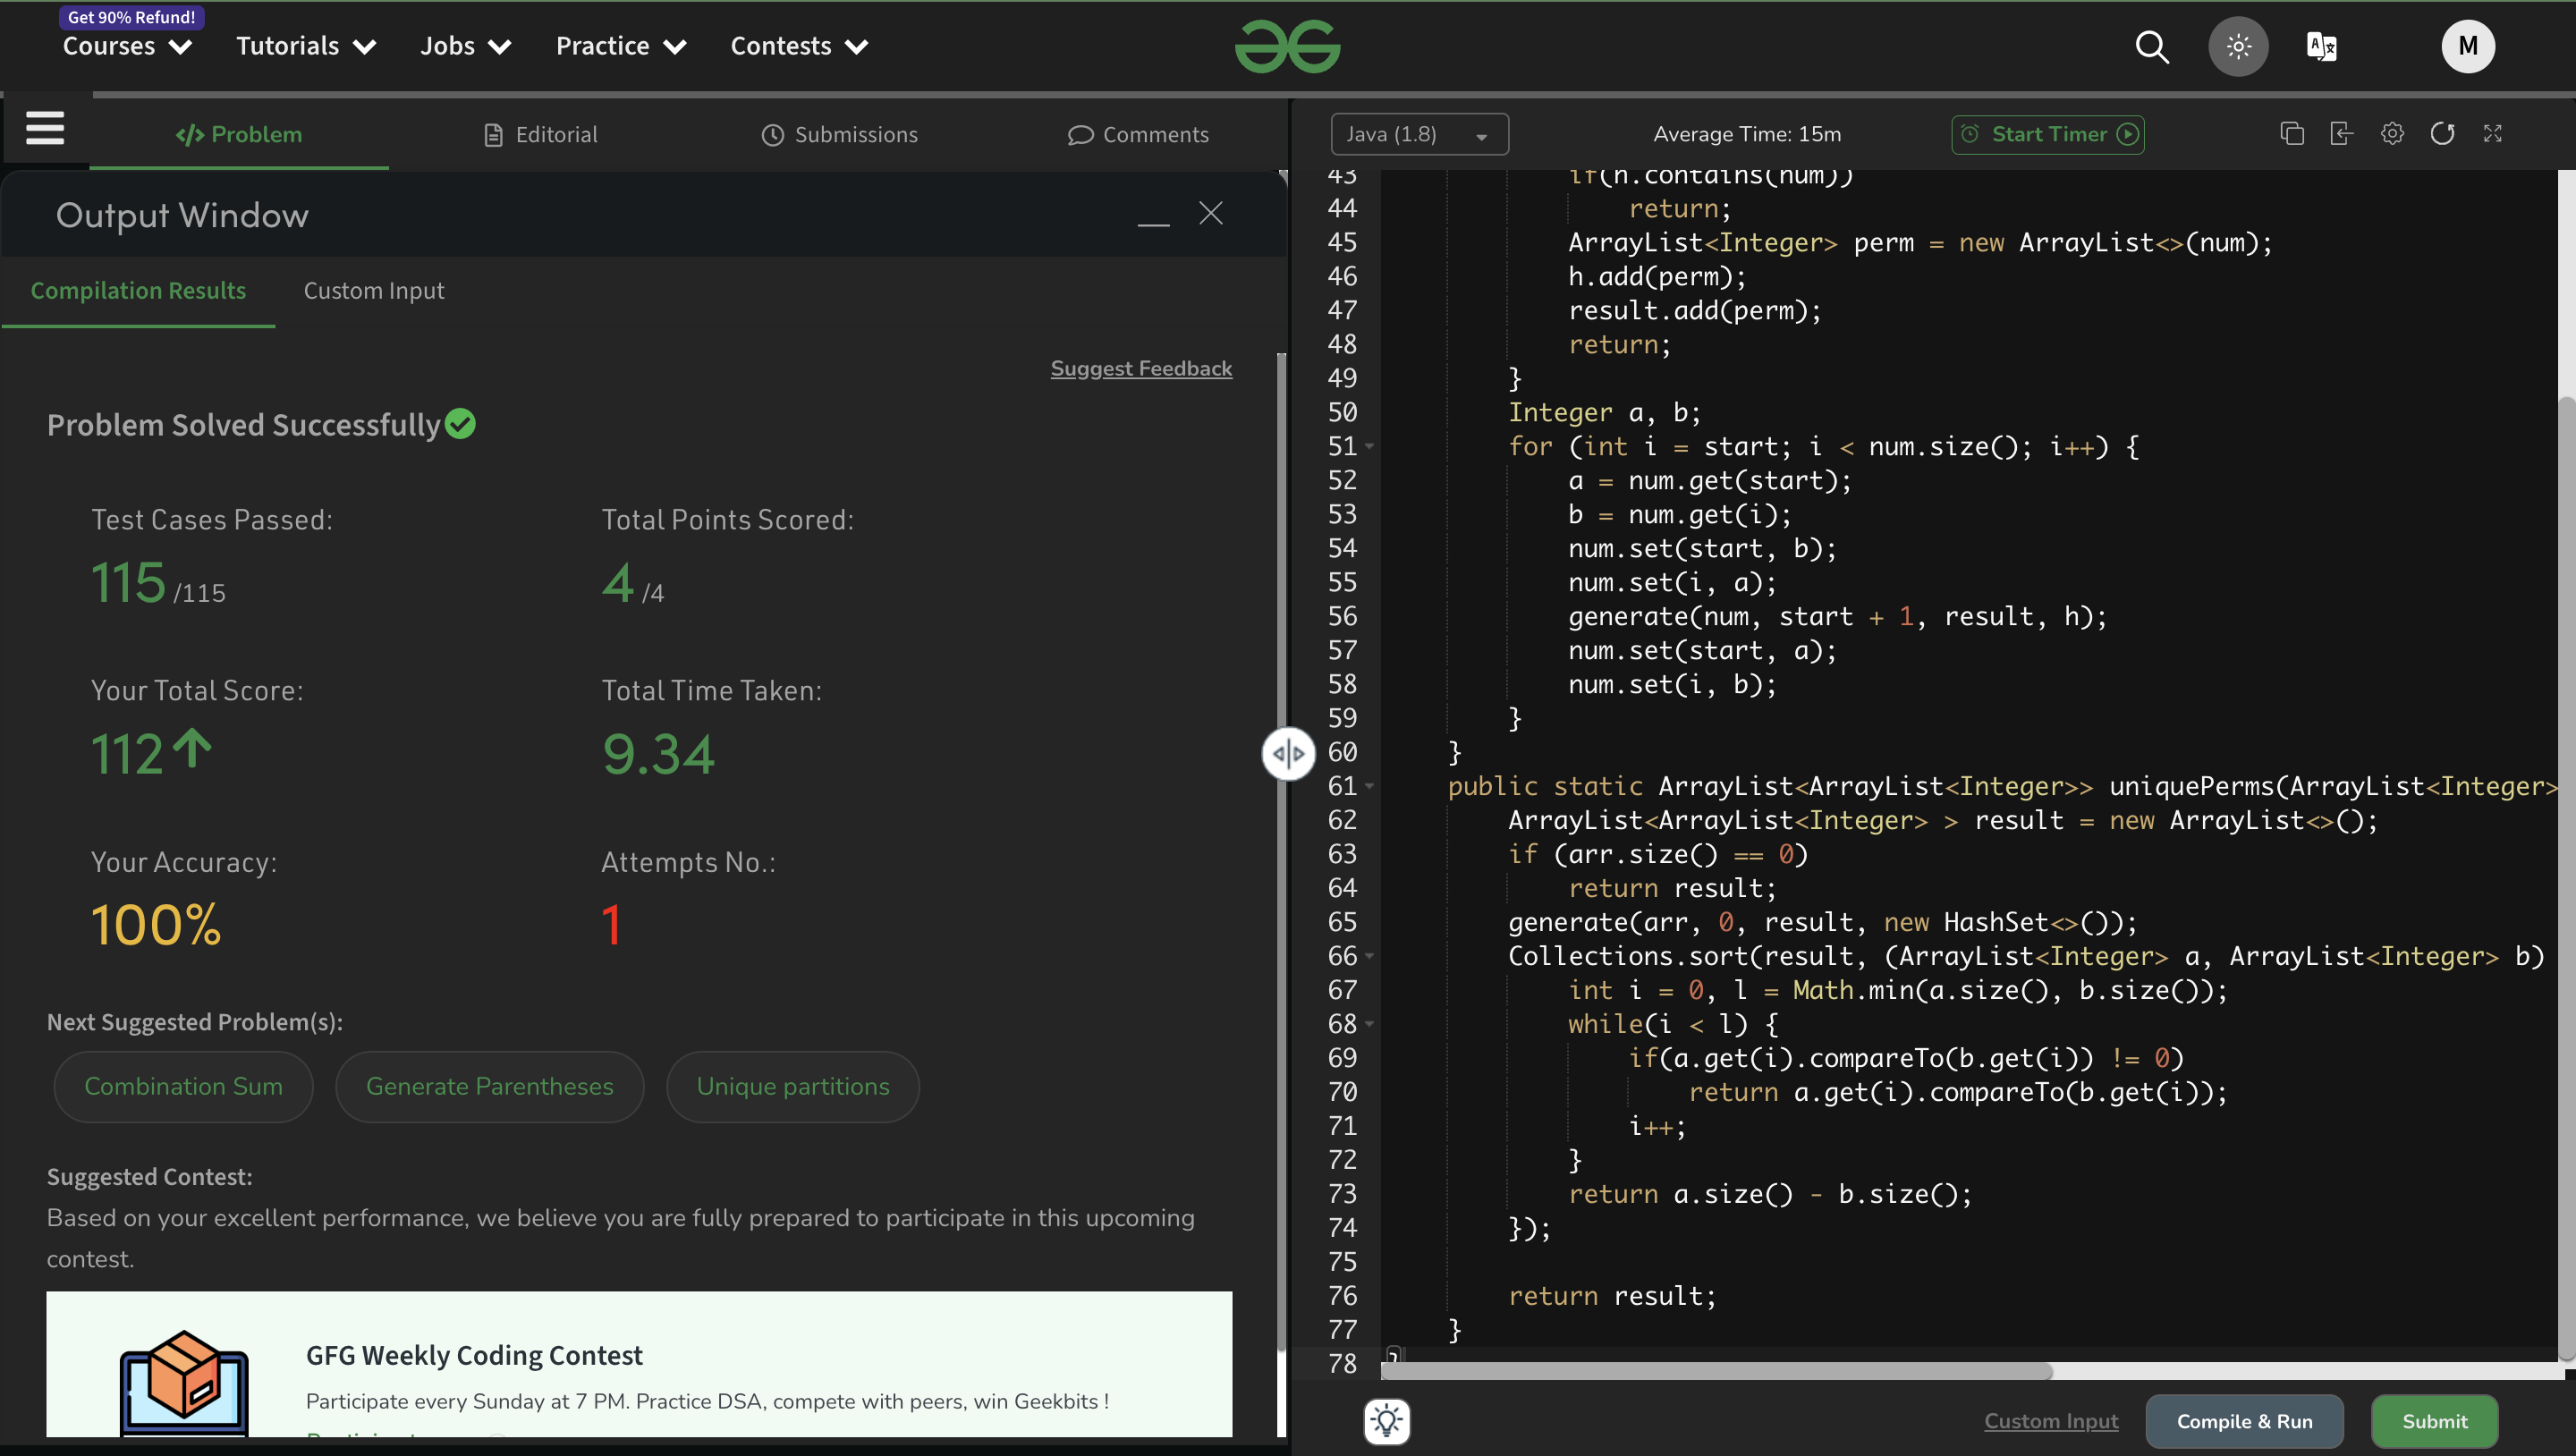 Get 90% Refund!
Courses Tutorials Jobs Practice Contests
M
Problem Editorial Submissions Comments
Output Window
Compilation Results Custom Input
Suggest Feedback
Problem Solved Successfully
Test Cases Passed: Total Points Scored:
115 /115 4 /4
Your Total Score: Total Time Taken:
112 9.34
Your Accuracy: Attempts No.:
100% 1
Next Suggested Problem(s):
Combination Sum Generate Parentheses Unique partitions
Suggested Contest:
Based on your excellent performance, we believe you are fully prepared to participate in this upcoming
contest.
GFG Weekly Coding Contest
Participate every Sunday at 7 PM. Practice DSA, compete with peers, win Geekbits !
Java (1.8) Average Time: 15m Start Timer
43 if(h.contains(num))
44 return;
45 ArrayList<Integer> perm = new ArrayList<>(num);
46 h.add(perm);
47 result.add(perm);
48 return;
49 }
50 Integer a, b;
51 for (int i = start; i < num.size(); i++) {
52 a = num.get(start);
53 b = num.get(i);
54 num.set(start, b);
55 num.set(i, a);
56 generate(num, start + 1, result, h);
57 num.set(start, a);
58 num.set(i, b);
59 }
60 }
61 public static ArrayList<ArrayList<Integer>> uniquePerms(ArrayList<Integer>
62 ArrayList<ArrayList<Integer> > result = new ArrayList<>();
63 if (arr.size() == 0)
64 return result;
65 generate(arr, 0, result, new HashSet<>());
66 Collections.sort(result, (ArrayList<Integer> a, ArrayList<Integer> b)
67 int i = 0, l = Math.min(a.size(), b.size());
68 while(i < l) {
69 if(a.get(i).compareTo(b.get(i)) != 0)
70 return a.get(i).compareTo(b.get(i));
71 i++;
72 }
73 return a.size() - b.size();
74 });
75
76 return result;
77 }
78 }
Custom Input Compile & Run Submit